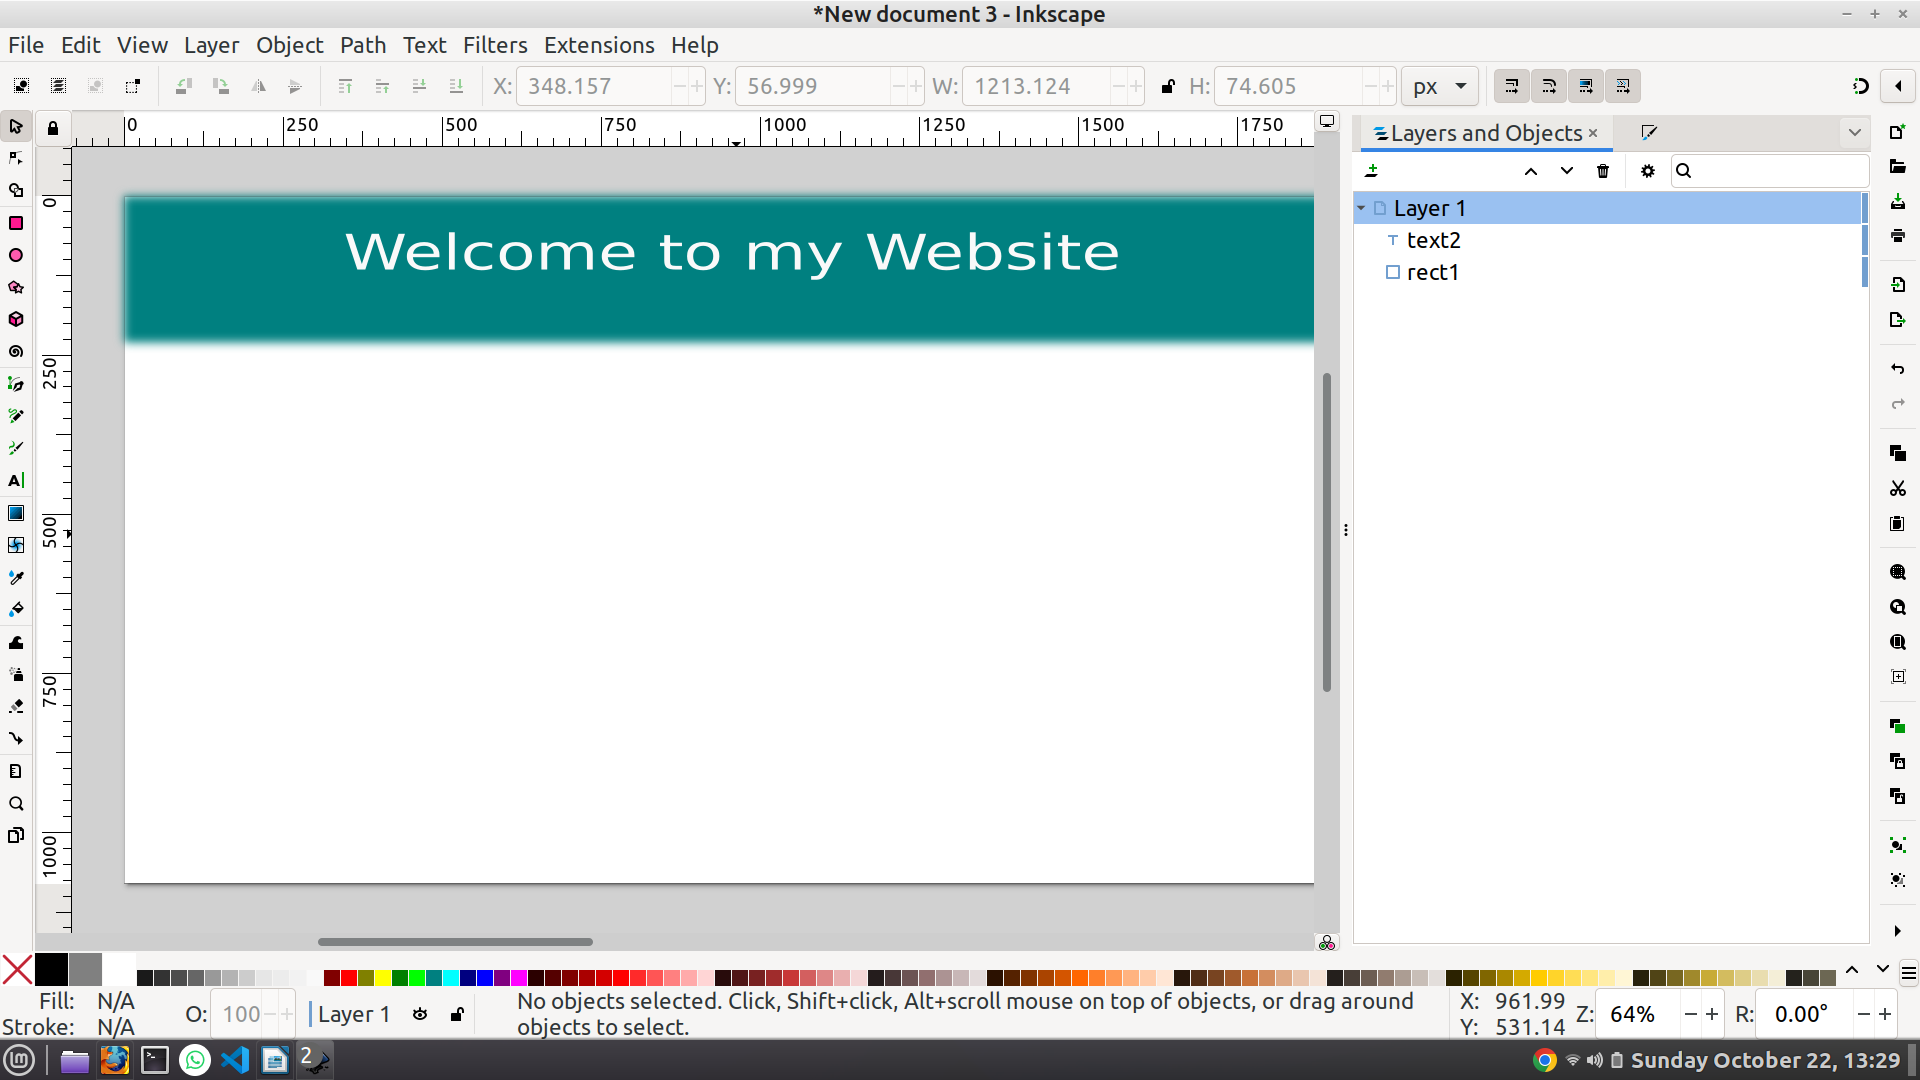 *New document 3 - Inkscape
File Edit View Layer Object Path Text Filters Extensions Help
X: 348.157 Y: 56.999 W: 1213.124 H: 74.605 px
0 250 500 750 1000 1250 1500 1750
Layers and Objects
Layer 1
text2
rect1
Welcome to my Website
0
250
500
750
1000
Fill: N/A
Stroke: N/A
O: 100
Layer 1
No objects selected. Click, Shift+click, Alt+scroll mouse on top of objects, or drag around
objects to select.
X: 961.99
Y: 531.14
Z: 64%
R: 0.00°
2
Sunday October 22, 13:29